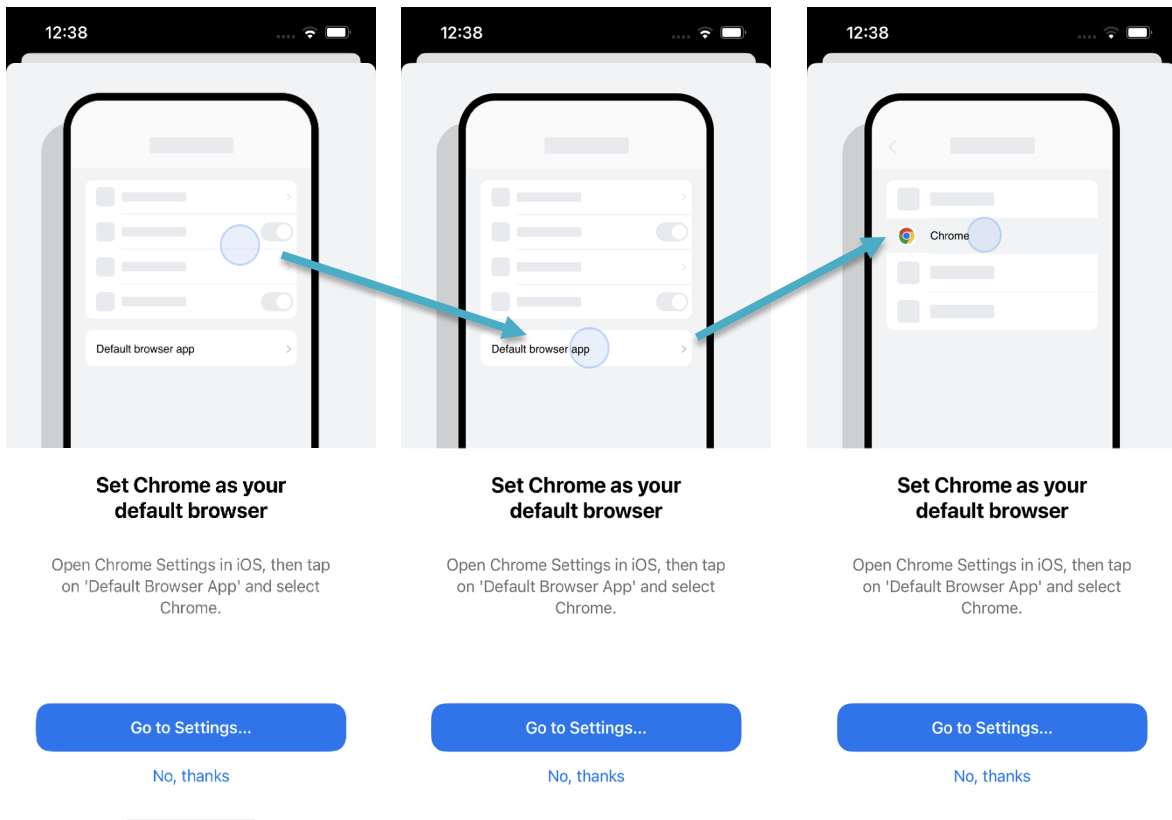 12:38
Default browser app
Set Chrome as your
default browser
Open Chrome Settings in iOS, then tap
on 'Default Browser App' and select
Chrome.
Go to Settings...
No, thanks
12:38
Default browser app
Set Chrome as your
default browser
Open Chrome Settings in iOS, then tap
on 'Default Browser App' and select
Chrome.
Go to Settings...
No, thanks
12:38
Chrome
Set Chrome as your
default browser
Open Chrome Settings in iOS, then tap
on 'Default Browser App' and select
Chrome.
Go to Settings...
No, thanks